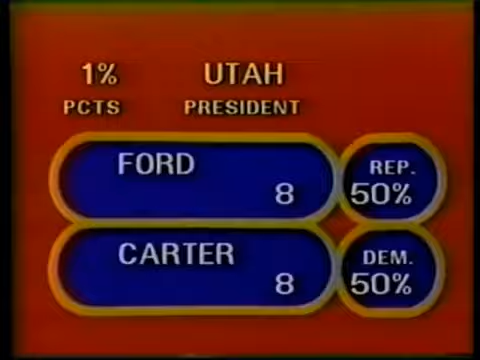 1% UTAH
PCTS PRESIDENT
FORD REP.
8 50%
CARTER DEM.
8 50%